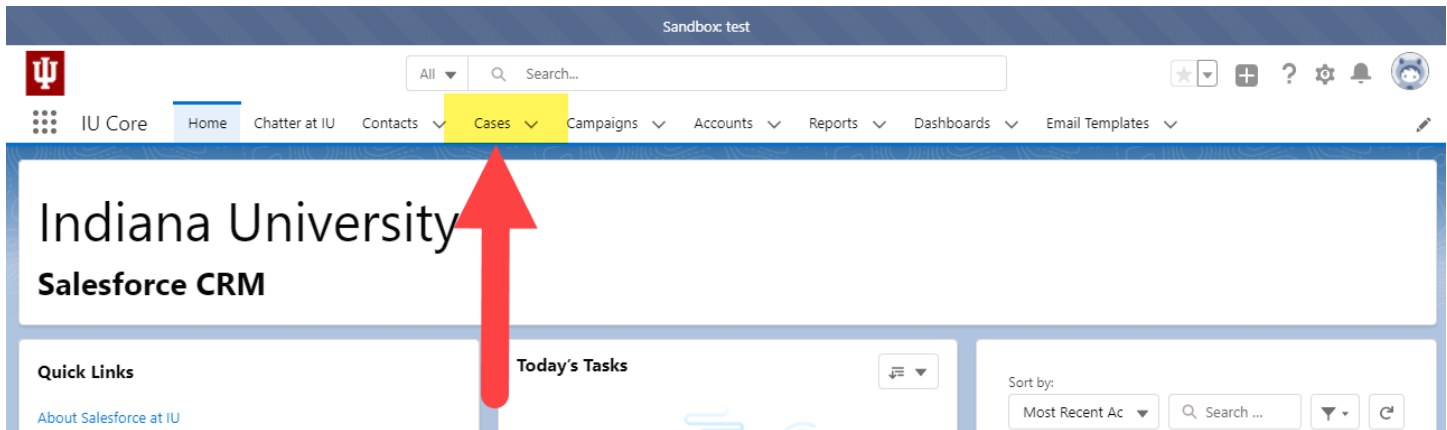 Sandbox: test
All Search...
IU Core Home Chatter at IU Contacts Cases Campaigns Accounts Reports Dashboards Email Templates
Indiana University
Salesforce CRM
Quick Links
Today's Tasks
Sort by:
About Salesforce at IU
Most Recent Ac
Search ...